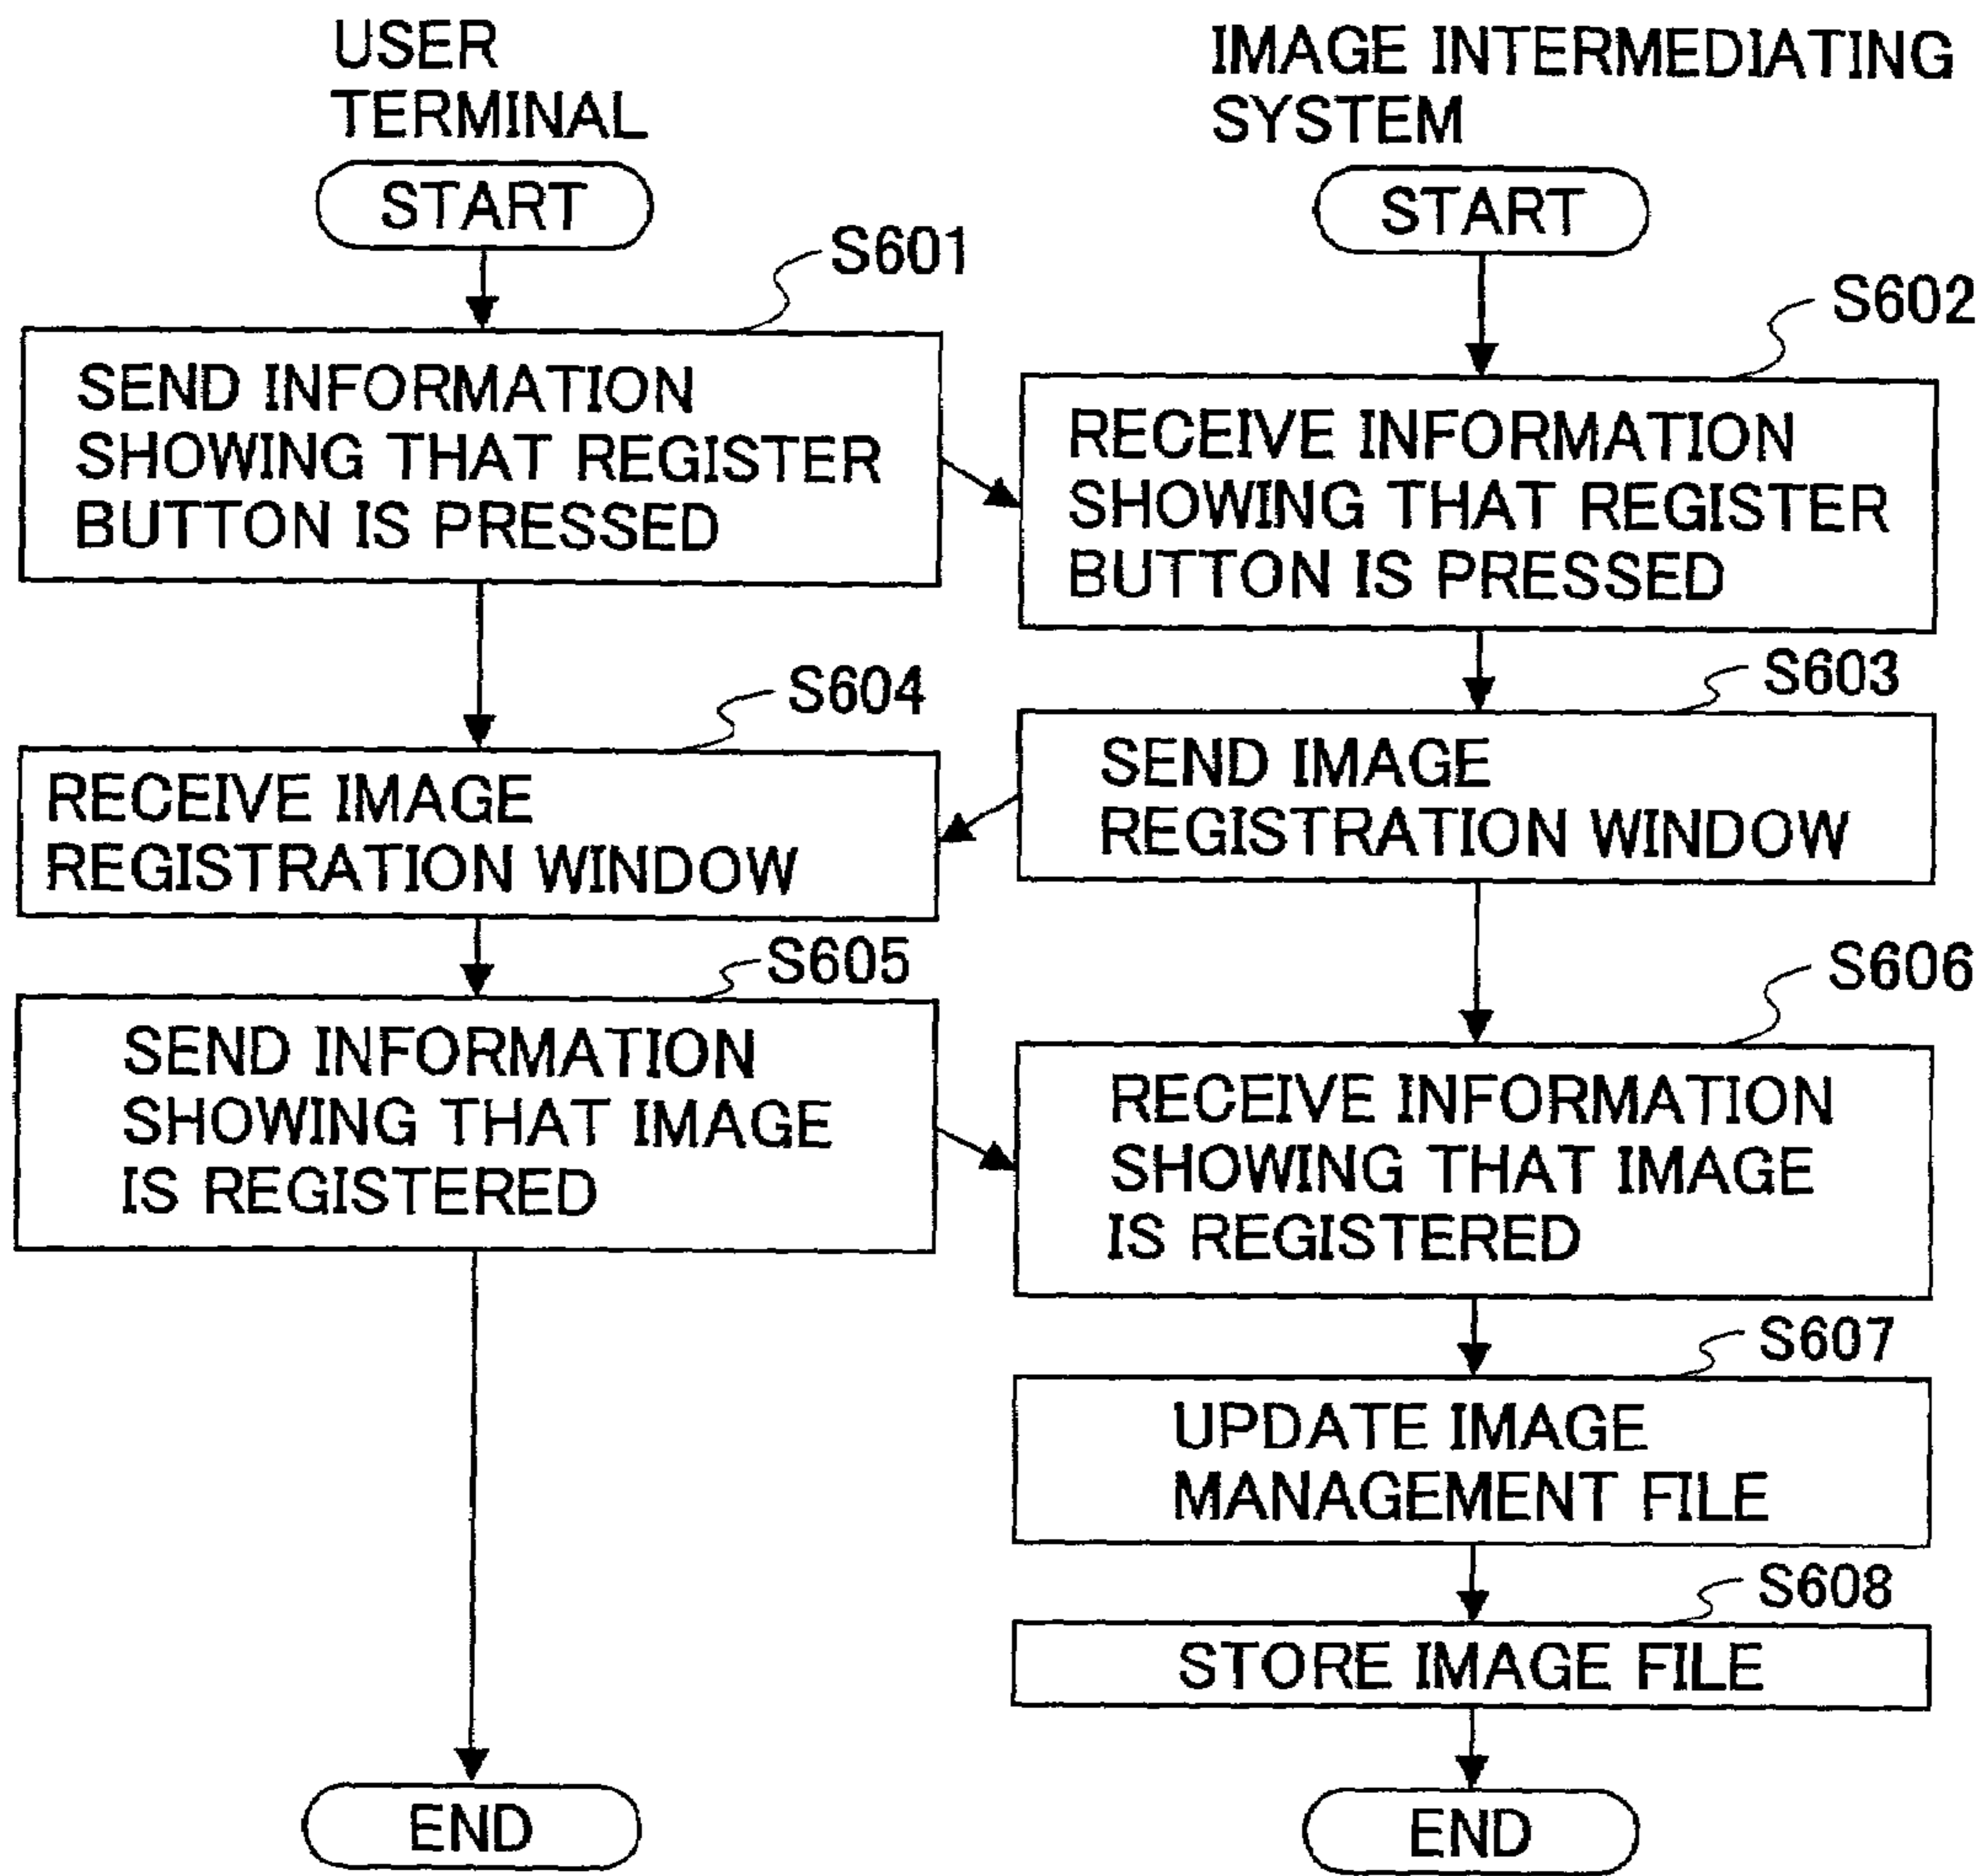 USER
TERMINAL
IMAGE INTERMEDIATING
SYSTEM
START
START
S601
SEND INFORMATION
SHOWING THAT REGISTER
BUTTON IS PRESSED
S602
RECEIVE INFORMATION
SHOWING THAT REGISTER
BUTTON IS PRESSED
S603
SEND IMAGE
REGISTRATION WINDOW
S604
RECEIVE IMAGE
REGISTRATION WINDOW
S605
SEND INFORMATION
SHOWING THAT IMAGE
IS REGISTERED
S606
RECEIVE INFORMATION
SHOWING THAT IMAGE
IS REGISTERED
S607
UPDATE IMAGE
MANAGEMENT FILE
S608
STORE IMAGE FILE
END
END